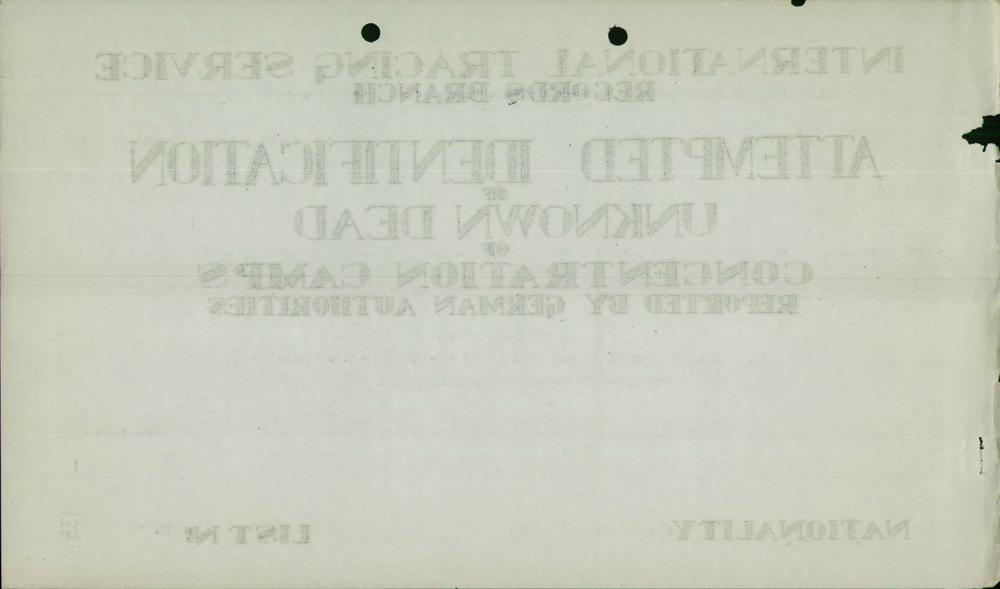 INTERNATIONAL TRACING SERVICE
RECORDS BRANCH
ATTEMPTED IDENTIFICATION
OF
UNKNOWN DEAD
OF
CONCENTRATION CAMPS
REPORTED BY GERMAN AUTHORITIES
NATIONALITY LIST Nº
135